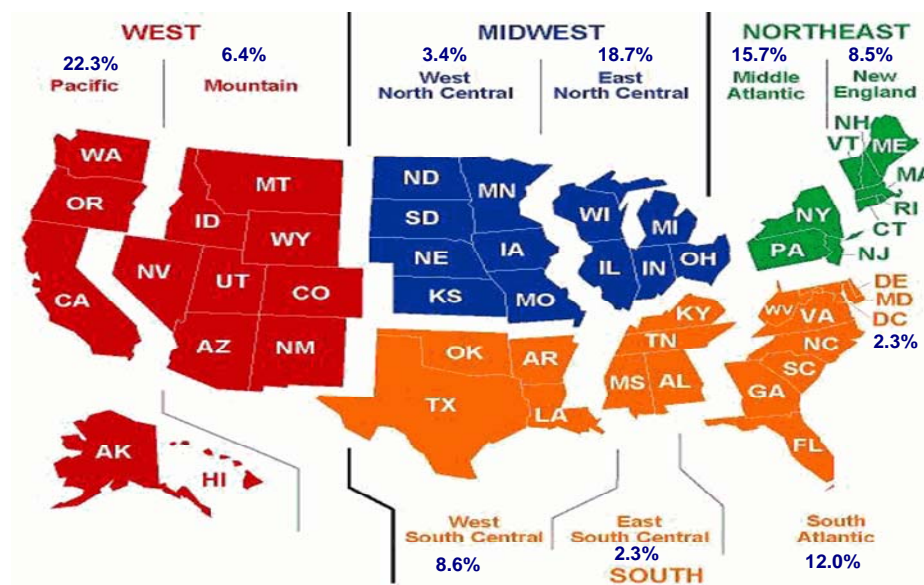 WEST
MIDWEST
NORTHEAST
22.3%
6.4%
3.4%
18.7%
15.7%
8.5%
Pacific
Mountain
West
North Central
East
North Central
Middle
Atlantic
New
England
NH
VT
ME
MA
RI
CT
NJ
NY
PA
WA
OR
CA
MT
ID
WY
NV
UT
CO
AZ
NM
AK
HI
ND
SD
NE
KS
MN
IA
MO
WI
MI
IL
IN
OH
DE
MD
DC
2.3%
WV
VA
KY
TN
NC
SC
GA
FL
OK
AR
TX
LA
MS
AL
West
South Central
8.6%
East
South Central
2.3%
South
Atlantic
12.0%
SOUTH